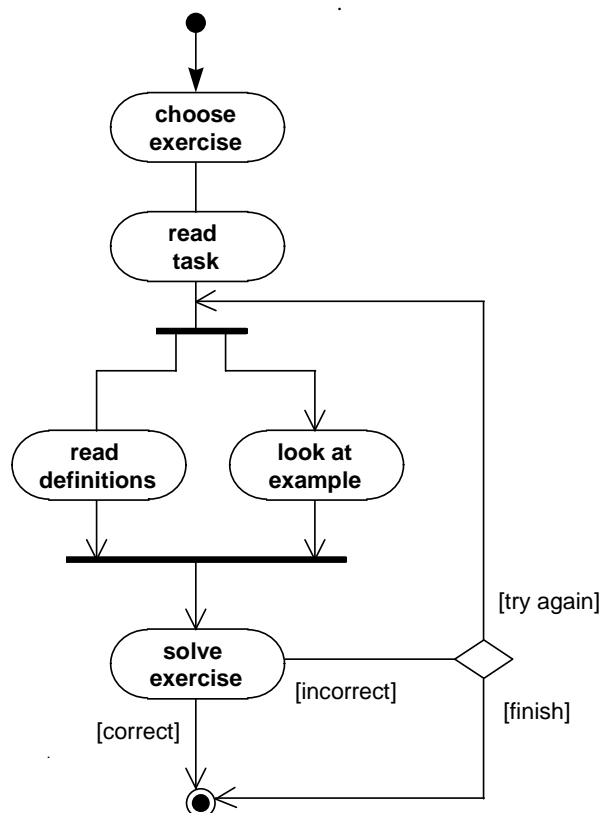 choose
exercise
read
task
read
definitions
look at
example
[try again]
solve
exercise
[incorrect]
[finish]
[correct]